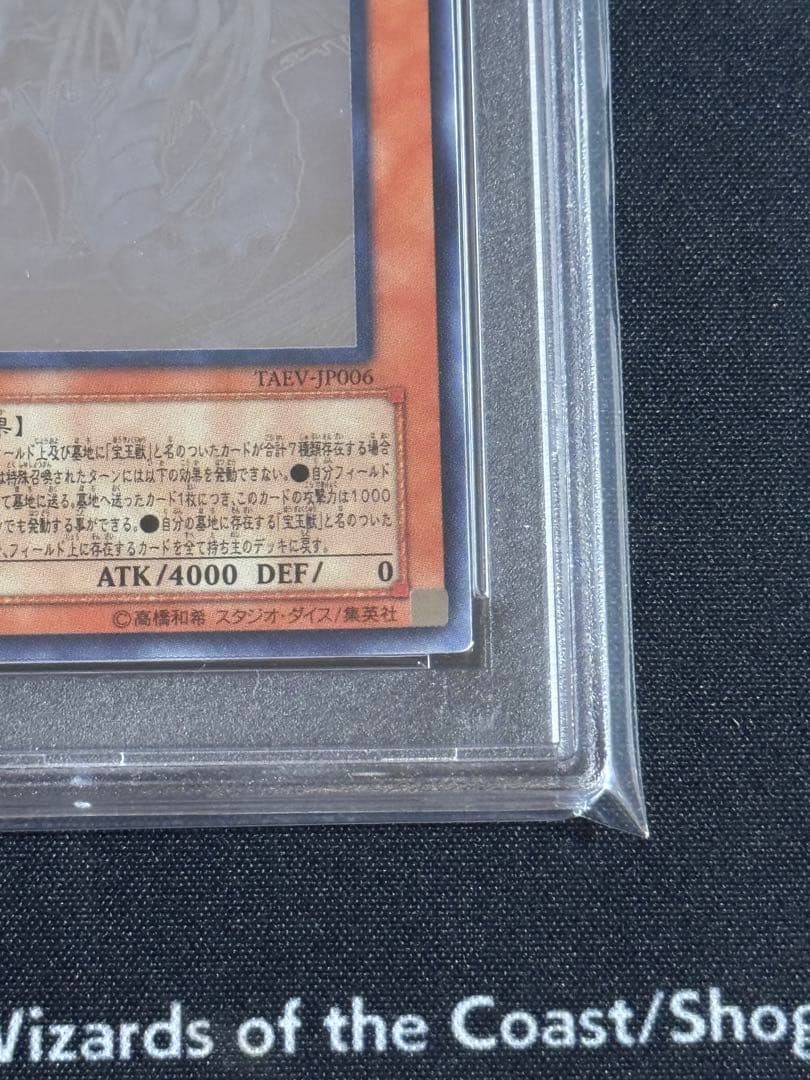 TAEV-JP006
果】
ィールド上及び墓地に「宝玉獣」と名のついたカードが合計7種類存在する場合
は特殊召喚されたターンには以下の効果を発動できない。●自分フィールド
て墓地に送る。墓地へ送ったカード1枚につき、このカードの攻撃力は1000
でも発動する事ができる。●自分の墓地に存在する「宝玉獣」と名のついた
、フィールド上に存在するカードを全て持ち主のデッキに戻す。
ATK/4000 DEF/ 0
©高橋和希 スタジオ・ダイス/集英社
Wizards of the Coast/Shog